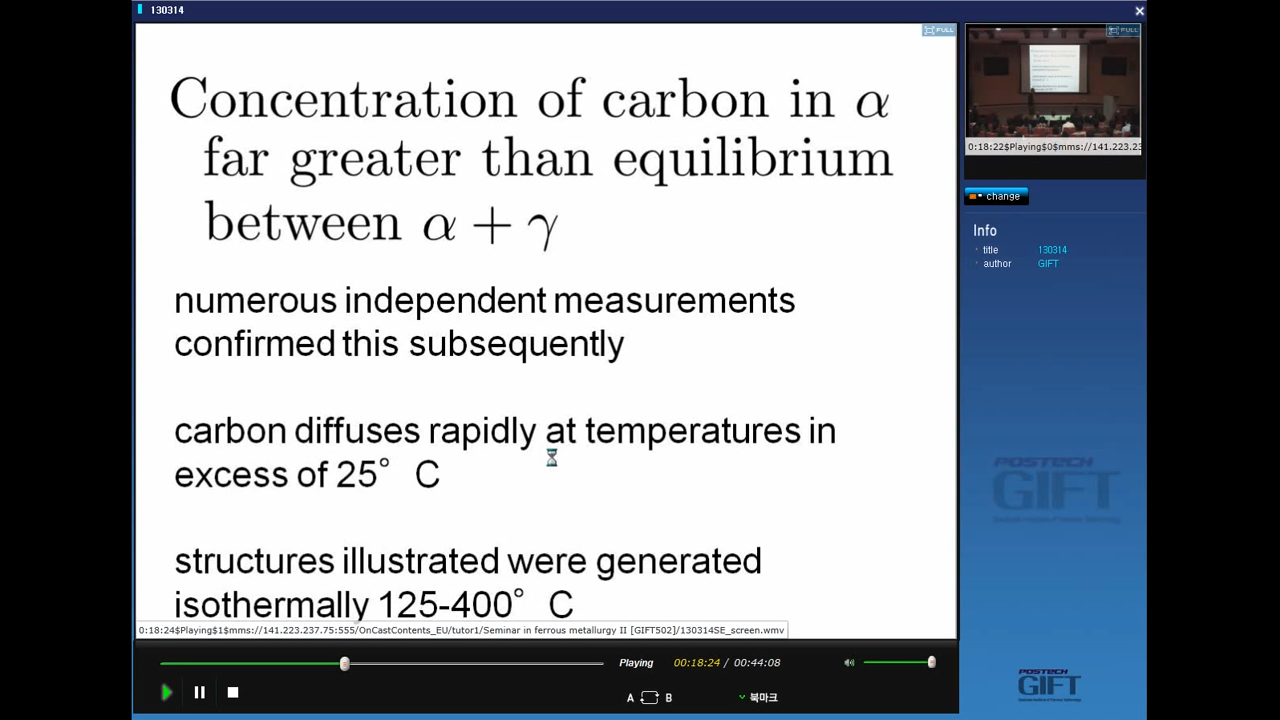 130314
FULL
Concentration of carbon in α
far greater than equilibrium
between α + γ
numerous independent measurements
confirmed this subsequently
carbon diffuses rapidly at temperatures in
excess of 25° C
structures illustrated were generated
isothermally 125-400° C
0:18:24$Playing$1$mms://141.223.237.75:555/OnCastContents_EU/tutor1/Seminar in ferrous metallurgy II [GIFT502]/130314SE_screen.wmv
Playing 00:18:24 / 00:44:08
A B 북마크
FULL
0:18:22$Playing$0$mms://141.223.23
change
Info
title 130314
author GIFT
POSTECH
GIFT
POSTECH
GIFT